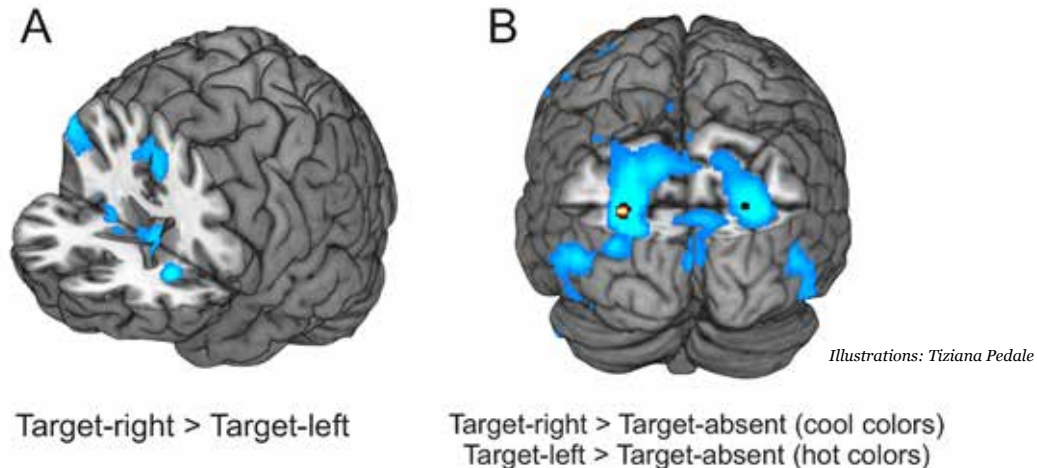 A
B
Illustrations: Tiziana Pedale
Target-right > Target-left
Target-right > Target-absent (cool colors)
Target-left > Target-absent (hot colors)